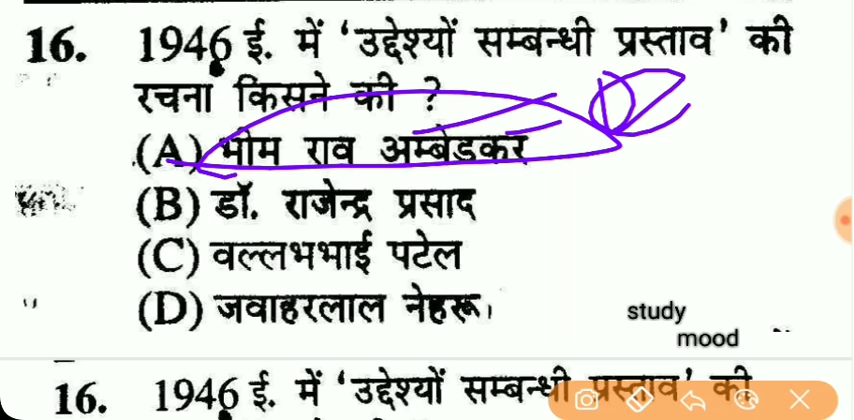 16. 1946 ई. में ‘उद्देश्यों सम्बन्धी प्रस्ताव’ की
रचना किसने की ?
(A) भीम राव अम्बेडकर
(B) डॉ. राजेन्द्र प्रसाद
(C) वल्लभभाई पटेल
(D) जवाहरलाल नेहरू।
study
mood
16. 1946 ई. में ‘उद्देश्यों सम्बन्धी प्रस्ताव’ की